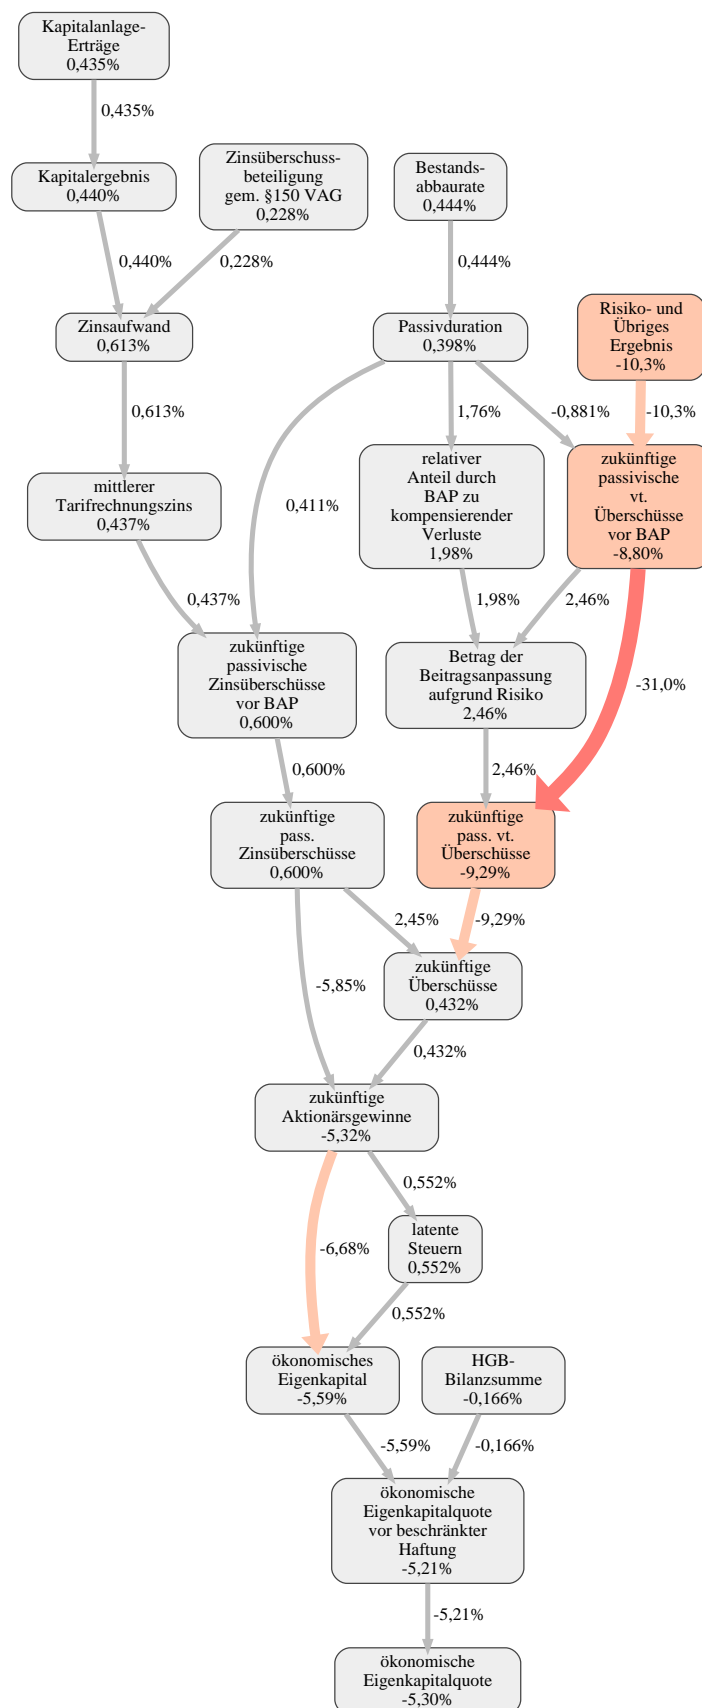 Kapitalanlage-
Erträge
0,435%
0,435%
Kapitalergebnis
0,440%
Zinsüberschuss-
beteiligung
gem. §150 VAG
0,228%
Bestands-
abbaurate
0,444%
0,440%
0,228%
0,444%
Zinsaufwand
0,613%
Passivduration
0,398%
Risiko- und
Übriges
Ergebnis
-10,3%
0,613%
1,76%
-0,881%
-10,3%
mittlerer
Tarifrechnungszins
0,437%
0,411%
relativer
Anteil durch
BAP zu
kompensierender
Verluste
1,98%
zukünftige
passivische
vt.
Überschüsse
vor BAP
-8,80%
0,437%
1,98%
2,46%
-31,0%
zukünftige
passivische
Zinsüberschüsse
vor BAP
0,600%
Betrag der
Beitragsanpassung
aufgrund Risiko
2,46%
0,600%
2,46%
zukünftige
pass.
Zinsüberschüsse
0,600%
zukünftige
pass. vt.
Überschüsse
-9,29%
2,45%
-9,29%
-5,85%
zukünftige
Überschüsse
0,432%
0,432%
zukünftige
Aktionärsgewinne
-5,32%
0,552%
-6,68%
latente
Steuern
0,552%
0,552%
ökonomisches
Eigenkapital
-5,59%
HGB-
Bilanzsumme
-0,166%
-5,59%
-0,166%
ökonomische
Eigenkapitalquote
vor beschränkter
Haftung
-5,21%
-5,21%
ökonomische
Eigenkapitalquote
-5,30%